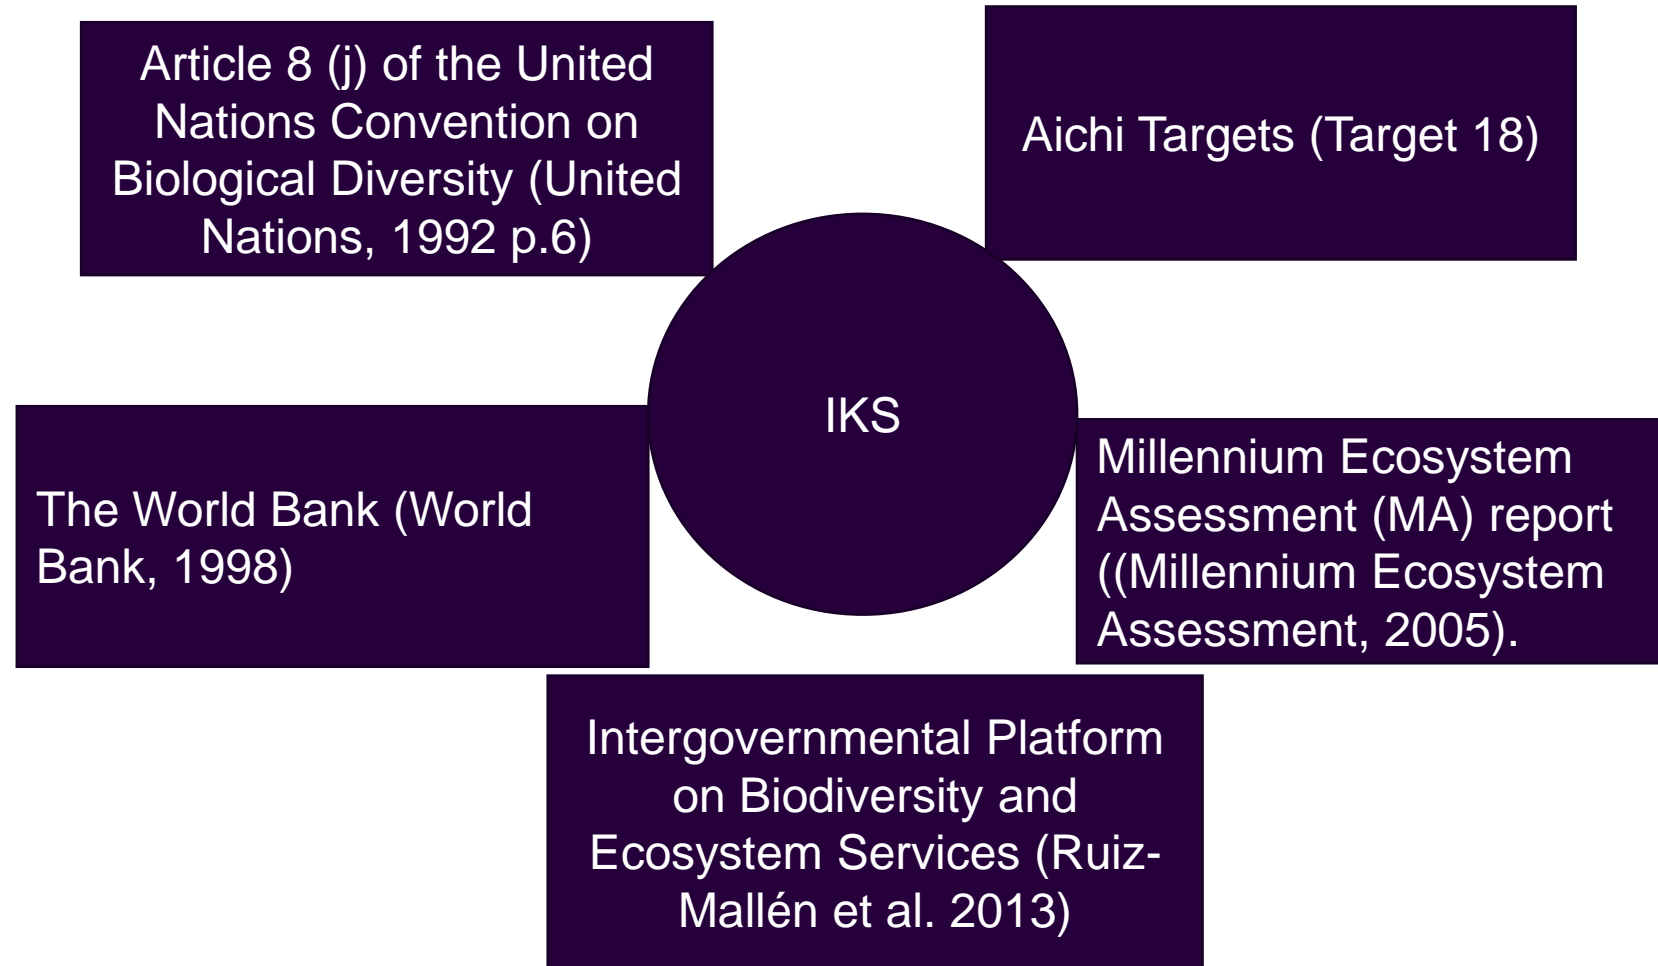 Article 8 (j) of the United
Nations Convention on
Biological Diversity (United
Nations, 1992 p.6)
Aichi Targets (Target 18)
IKS
The World Bank (World
Bank, 1998)
Millennium Ecosystem
Assessment (MA) report
((Millennium Ecosystem
Assessment, 2005).
Intergovernmental Platform
on Biodiversity and
Ecosystem Services (Ruiz-
Mallén et al. 2013)